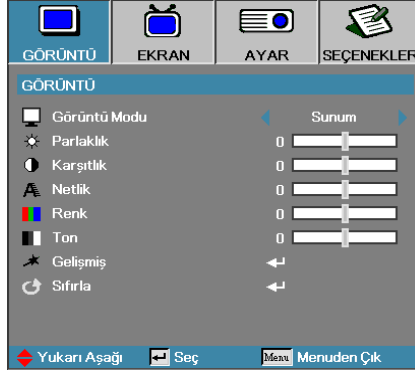 GÖRÜNTÜ EKRAN AYAR SEÇENEKLER
GÖRÜNTÜ
Görüntü Modu Sunum
Parlaklık 0
Karşıtlık 0
Netlik 0
Renk 0
Ton 0
Gelişmiş
Sıfırla
Yukarı Aşağı Seç Menu Menuden Çık